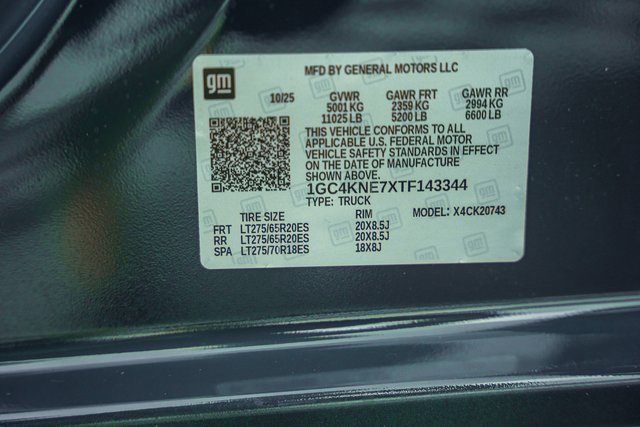 gm
MFD BY GENERAL MOTORS LLC
10/25 GVWR GAWR FRT GAWR RR
5001 KG 2359 KG 2994 KG
11025 LB 5200 LB 6600 LB
THIS VEHICLE CONFORMS TO ALL
APPLICABLE U.S. FEDERAL MOTOR
VEHICLE SAFETY STANDARDS IN EFFECT
ON THE DATE OF MANUFACTURE
SHOWN ABOVE.
1GC4KNE7XTF143344
TYPE: TRUCK MODEL: X4CK20743
TIRE SIZE RIM
FRT LT275/65R20ES 20X8.5J
RR LT275/65R20ES 20X8.5J
SPA LT275/70R18ES 18X8J